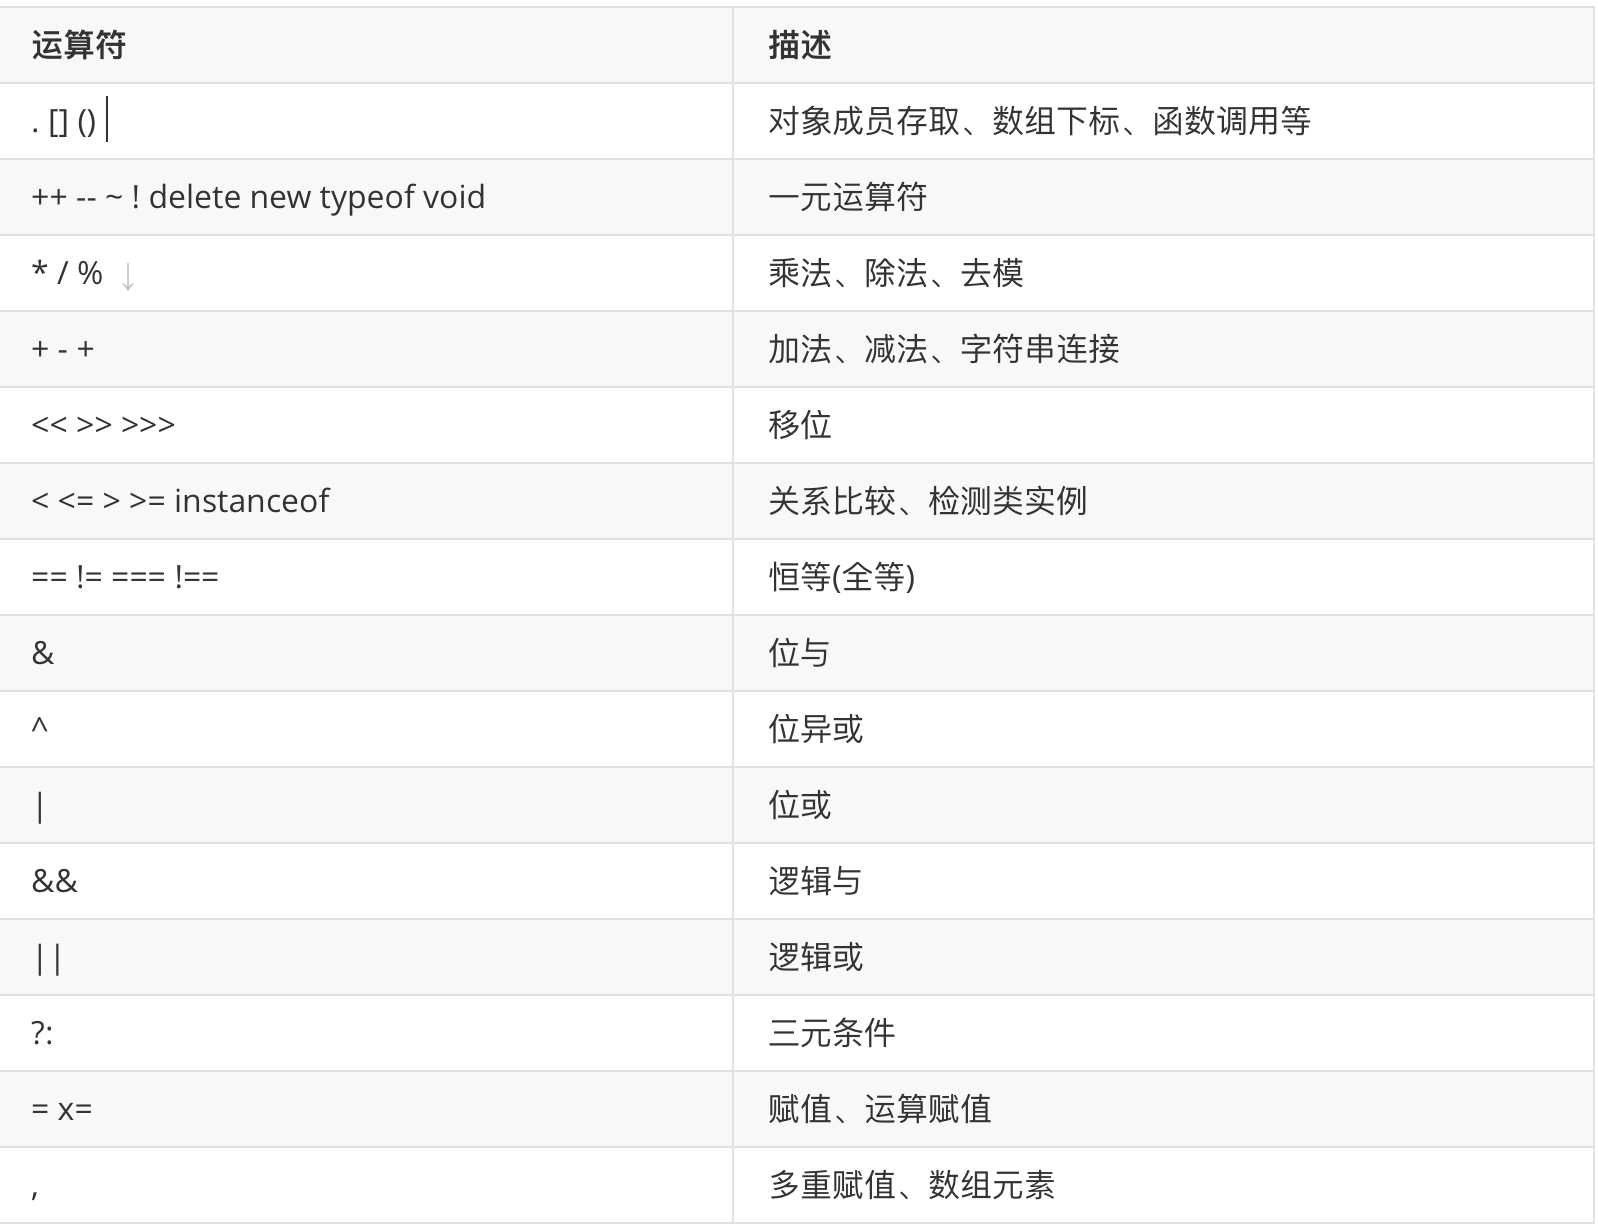 运算符 描述
. [] () 对象成员存取、数组下标、函数调用等
++ -- ~ ! delete new typeof void 一元运算符
* / % ↓ 乘法、除法、去模
+ - + 加法、减法、字符串连接
<< >> >>> 移位
< <= > >= instanceof 关系比较、检测类实例
== != === !== 恒等(全等)
& 位与
^ 位异或
| 位或
&& 逻辑与
|| 逻辑或
?: 三元条件
= x= 赋值、运算赋值
, 多重赋值、数组元素